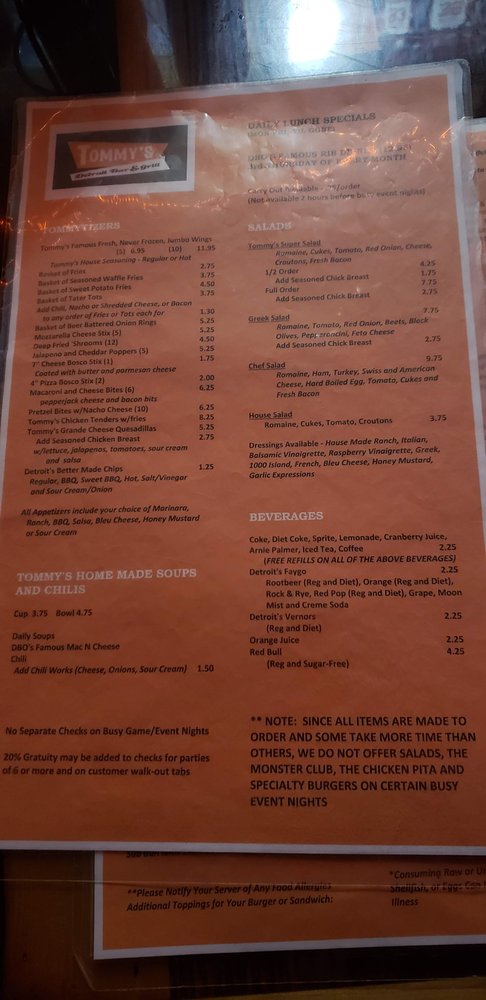 TOMMY'S
Detroit Bar & Grill
DAILY LUNCH SPECIALS
RIB
OF EVERY MONTH
Carry Out Available - .25/order
(Not available 2 hours before busy event nights)
TOMMYTIZERS
Tommy's Famous Fresh, Never Frozen, Jumbo Wings
(5) 6.95 (10) 11.95
Tommy's House Seasoning - Regular or Hot
Basket of Fries 2.75
Basket of Seasoned Waffle Fries 3.75
Basket of Sweet Potato Fries 4.50
Basket of Tater Tots 3.75
Add Chili, Nacho or Shredded Cheese, or Bacon
to any order of Fries or Tots each for 1.30
Basket of Beer Battered Onion Rings 5.25
Mozzarella Cheese Stix (5) 5.25
Deep Fried 'Shrooms (12) 4.50
Jalapeno and Cheddar Poppers (5) 5.25
7" Cheese Bosco Stix (1) 1.75
Coated with butter and parmesan cheese
4" Pizza Bosco Stix (2) 2.00
Macaroni and Cheese Bites (6) 6.25
pepperjack cheese and bacon bits
Pretzel Bites w/Nacho Cheese (10) 6.25
Tommy's Chicken Tenders w/fries 8.25
Tommy's Grande Cheese Quesadillas 5.25
Add Seasoned Chicken Breast 2.75
w/lettuce, jalapenos, tomatoes, sour cream
and salsa
Detroit's Better Made Chips 1.25
Regular, BBQ, Sweet BBQ, Hot, Salt/Vinegar
and Sour Cream/Onion
All Appetizers include your choice of Marinara,
Ranch, BBQ, Salsa, Bleu Cheese, Honey Mustard
or Sour Cream
TOMMY'S HOME MADE SOUPS
AND CHILIS
Cup 3.75 Bowl 4.75
Daily Soups
DBO's Famous Mac N Cheese
Chili
Add Chili Works (Cheese, Onions, Sour Cream) 1.50
No Separate Checks on Busy Game/Event Nights
20% Gratuity may be added to checks for parties
of 6 or more and on customer walk-out tabs
SALADS
Tommy's Super Salad
Romaine, Cukes, Tomato, Red Onion, Cheese,
Croutons, Fresh Bacon
1/2 Order 4.25
Add Seasoned Chick Breast 1.75
Full Order 7.75
Add Seasoned Chick Breast 2.75
Greek Salad 7.75
Romaine, Tomato, Red Onion, Beets, Black
Olives, Pepperoncini, Feto Cheese
Add Seasoned Chick Breast 2.75
Chef Salad 9.75
Romaine, Ham, Turkey, Swiss and American
Cheese, Hard Boiled Egg, Tomato, Cukes and
Fresh Bacon
House Salad 3.75
Romaine, Cukes, Tomato, Croutons
Dressings Available - House Made Ranch, Italian,
Balsamic Vinaigrette, Raspberry Vinaigrette, Greek,
1000 Island, French, Bleu Cheese, Honey Mustard,
Garlic Expressions
BEVERAGES
Coke, Diet Coke, Sprite, Lemonade, Cranberry Juice,
Arnie Palmer, Iced Tea, Coffee 2.25
(FREE REFILLS ON ALL OF THE ABOVE BEVERAGES)
Detroit's Faygo 2.25
Rootbeer (Reg and Diet), Orange (Reg and Diet),
Rock & Rye, Red Pop (Reg and Diet), Grape, Moon
Mist and Creme Soda
Detroit's Vernors 2.25
(Reg and Diet)
Orange Juice 2.25
Red Bull 4.25
(Reg and Sugar-Free)
** NOTE: SINCE ALL ITEMS ARE MADE TO
ORDER AND SOME TAKE MORE TIME THAN
OTHERS, WE DO NOT OFFER SALADS, THE
MONSTER CLUB, THE CHICKEN PITA AND
SPECIALTY BURGERS ON CERTAIN BUSY
EVENT NIGHTS
**Please Notify Your Server of Any Food Allergies
Additional Toppings for Your Burger or Sandwich:
*Consuming Raw or
Shellfish, or Eggs Can
Illness